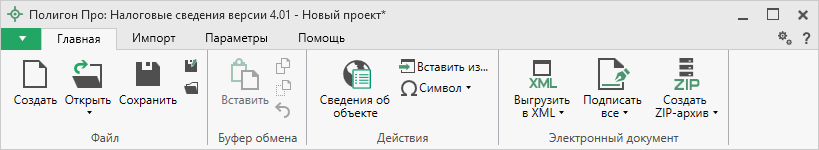 Полигон Про: Налоговые сведения версии 4.01 - Новый проект*
Главная Импорт Параметры Помощь
?
Создать Открыть Сохранить
Файл
Вставить
Буфер обмена
Сведения об
объекте
Вставить из...
Ω Символ
Действия
XML
Выгрузить
в XML
Подписать
все
ZIP
Создать
ZIP-архив
Электронный документ